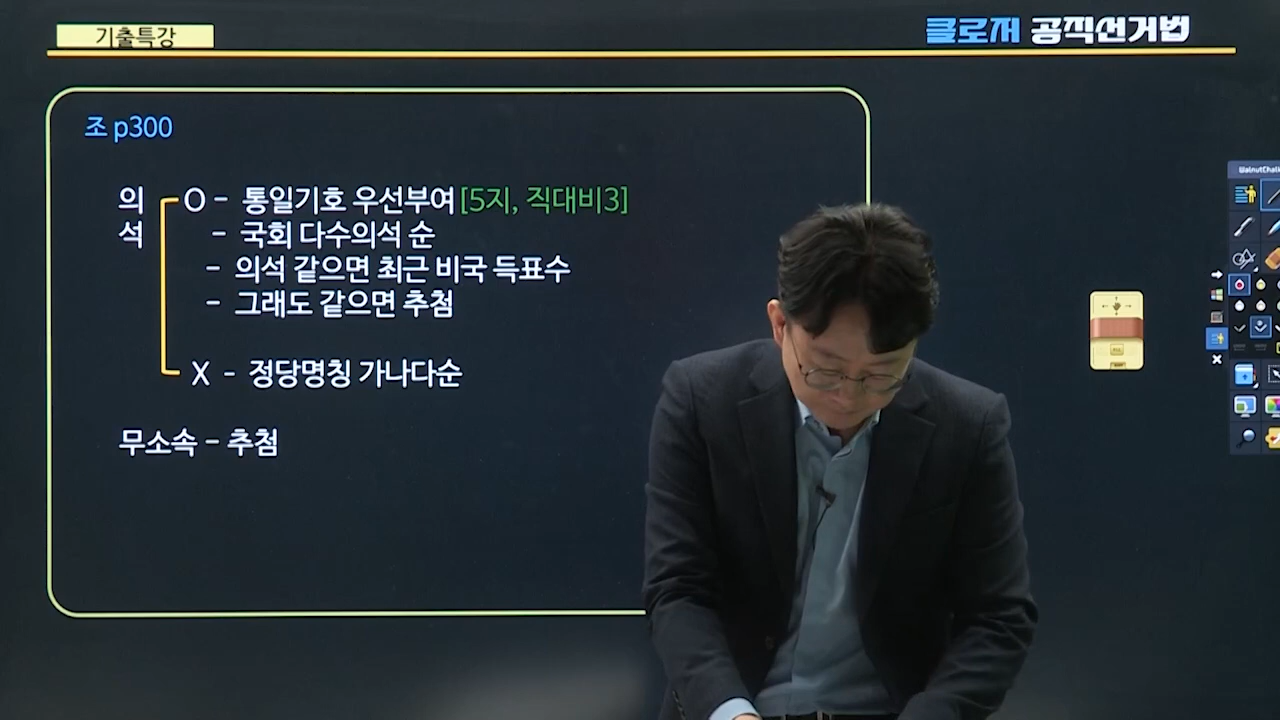 기출특강
클로저 공직선거법
조 p300
의 O - 통일기호 우선부여 [5지, 직대비3]
석 - 국회 다수의석 순
- 의석 같으면 최근 비국 득표수
- 그래도 같으면 추첨
X - 정당명칭 가나다순
무소속 - 추첨